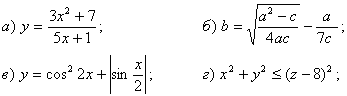 а) y = (3x² + 7)/(5x + 1); б) b = √((a² − c)/(4ac)) − a/(7c);
в) y = cos² 2x + |sin x/2|; г) x² + y² ≤ (z − 8)²;